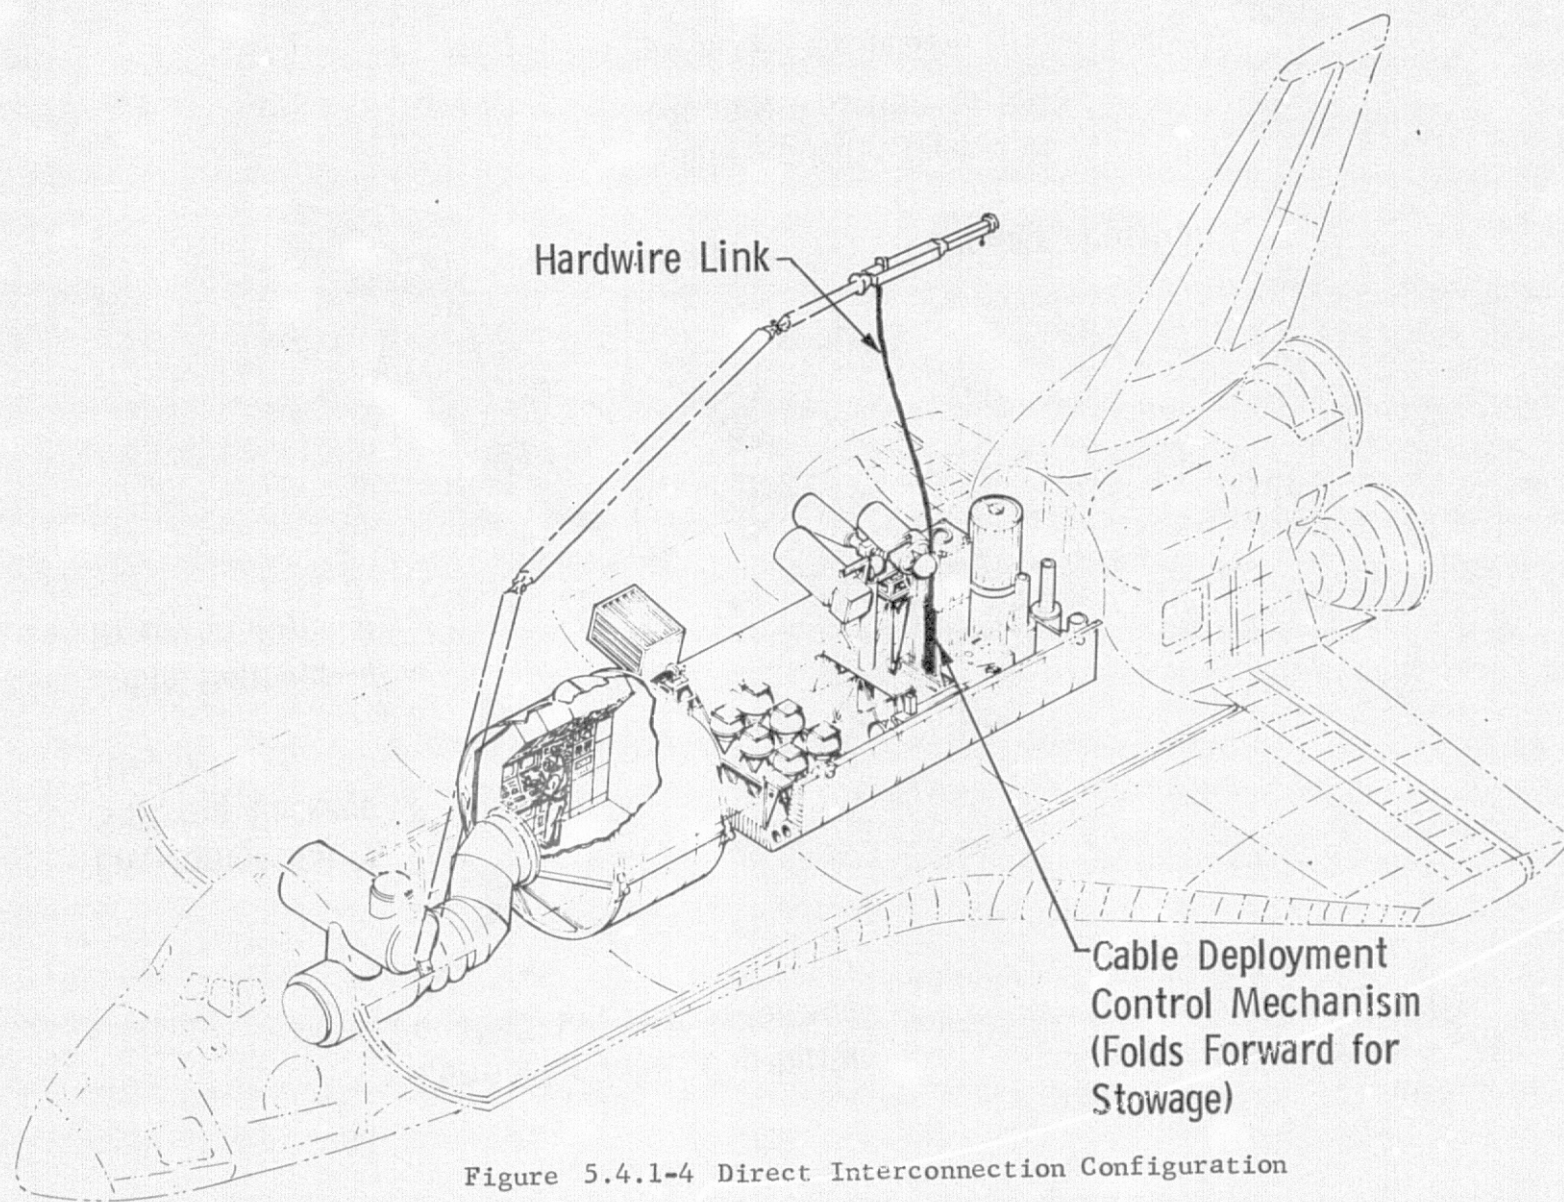 Hardwire Link
Cable Deployment
Control Mechanism
(Folds Forward for
Stowage)
Figure 5.4.1-4 Direct Interconnection Configuration